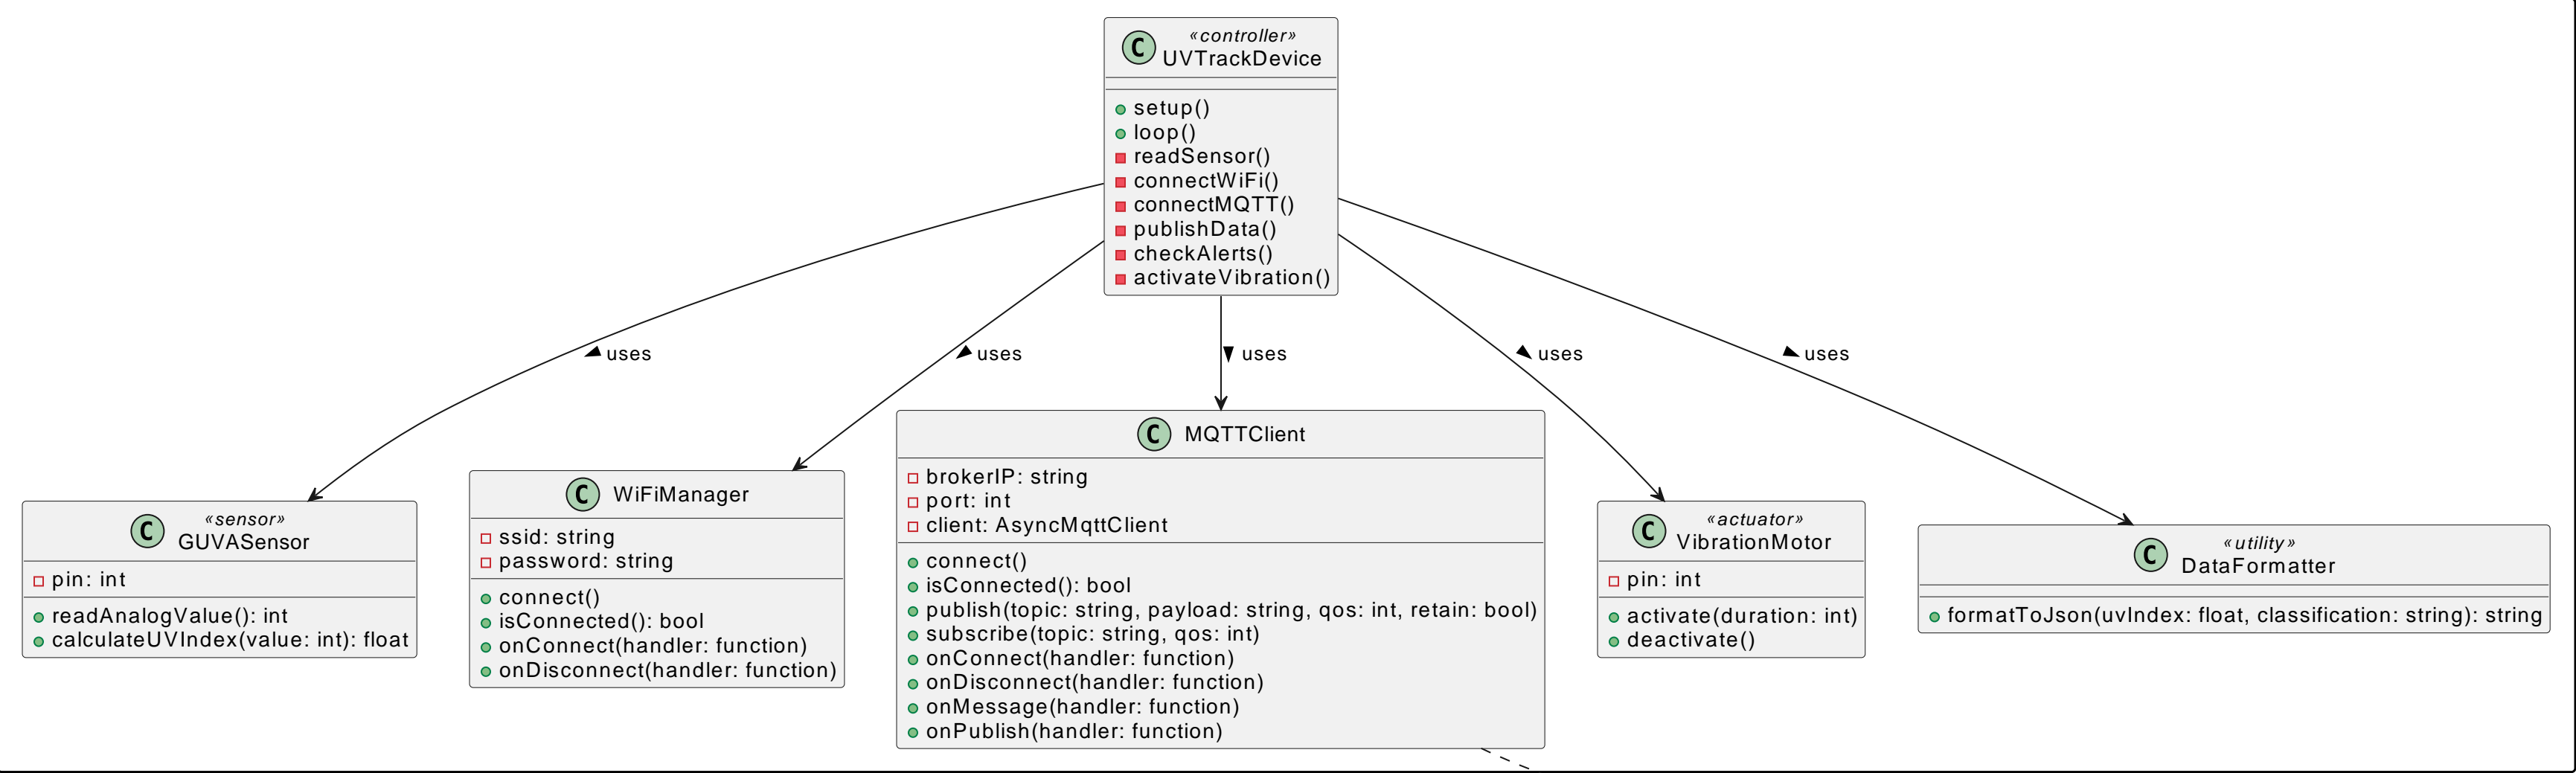 «controller»
C UVTrackDevice
setup()
loop()
readSensor()
connectWiFi()
connectMQTT()
publishData()
checkAlerts()
activateVibration()
uses
uses
uses
uses
uses
«sensor»
C GUVASensor
pin: int
readAnalogValue(): int
calculateUVIndex(value: int): float
C WiFiManager
ssid: string
password: string
connect()
isConnected(): bool
onConnect(handler: function)
onDisconnect(handler: function)
C MQTTClient
brokerIP: string
port: int
client: AsyncMqttClient
connect()
isConnected(): bool
publish(topic: string, payload: string, qos: int, retain: bool)
subscribe(topic: string, qos: int)
onConnect(handler: function)
onDisconnect(handler: function)
onMessage(handler: function)
onPublish(handler: function)
«actuator»
C VibrationMotor
pin: int
activate(duration: int)
deactivate()
«utility»
C DataFormatter
formatToJson(uvIndex: float, classification: string): string